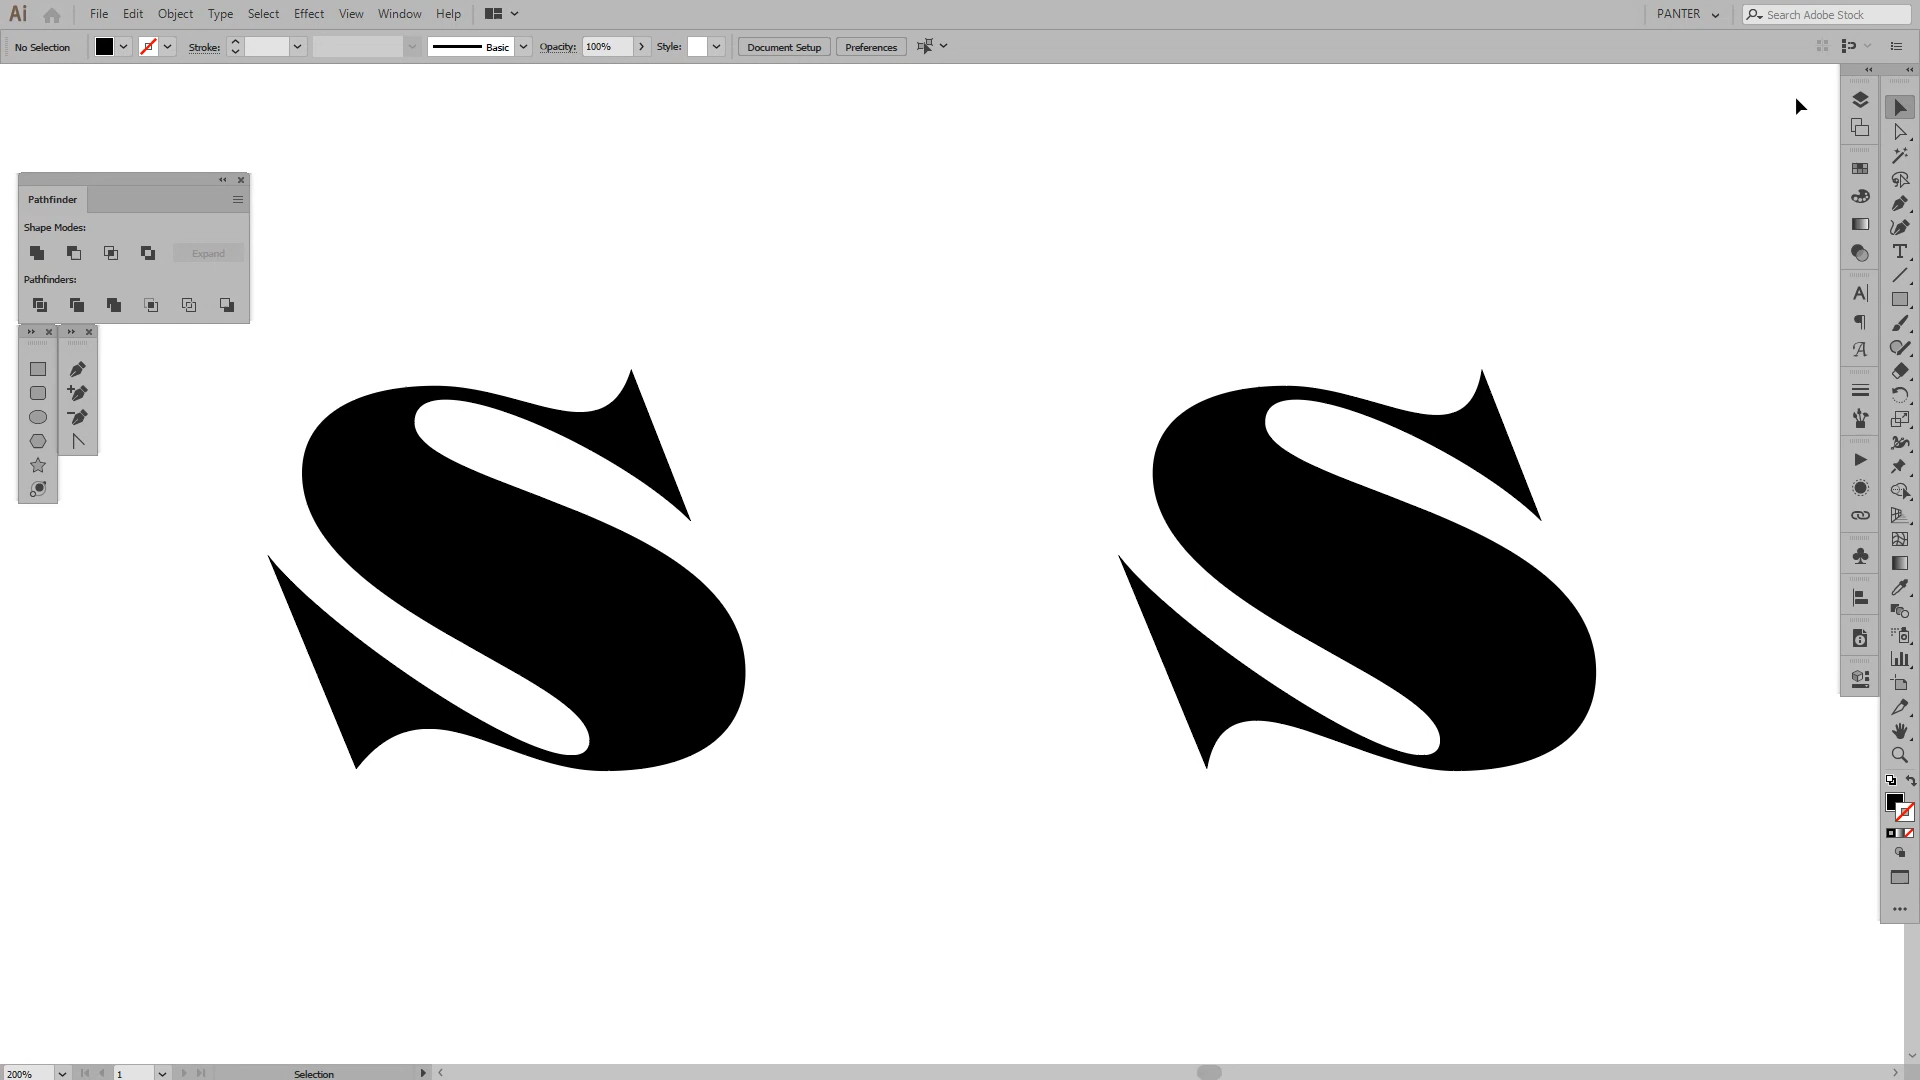 Ai File Edit Object Type Select Effect View Window Help PANTER Search Adobe Stock
No Selection Stroke: Basic Opacity: 100% Style: Document Setup Preferences
Pathfinder
Shape Modes:
Expand
Pathfinders:
S S
200% 1 Selection